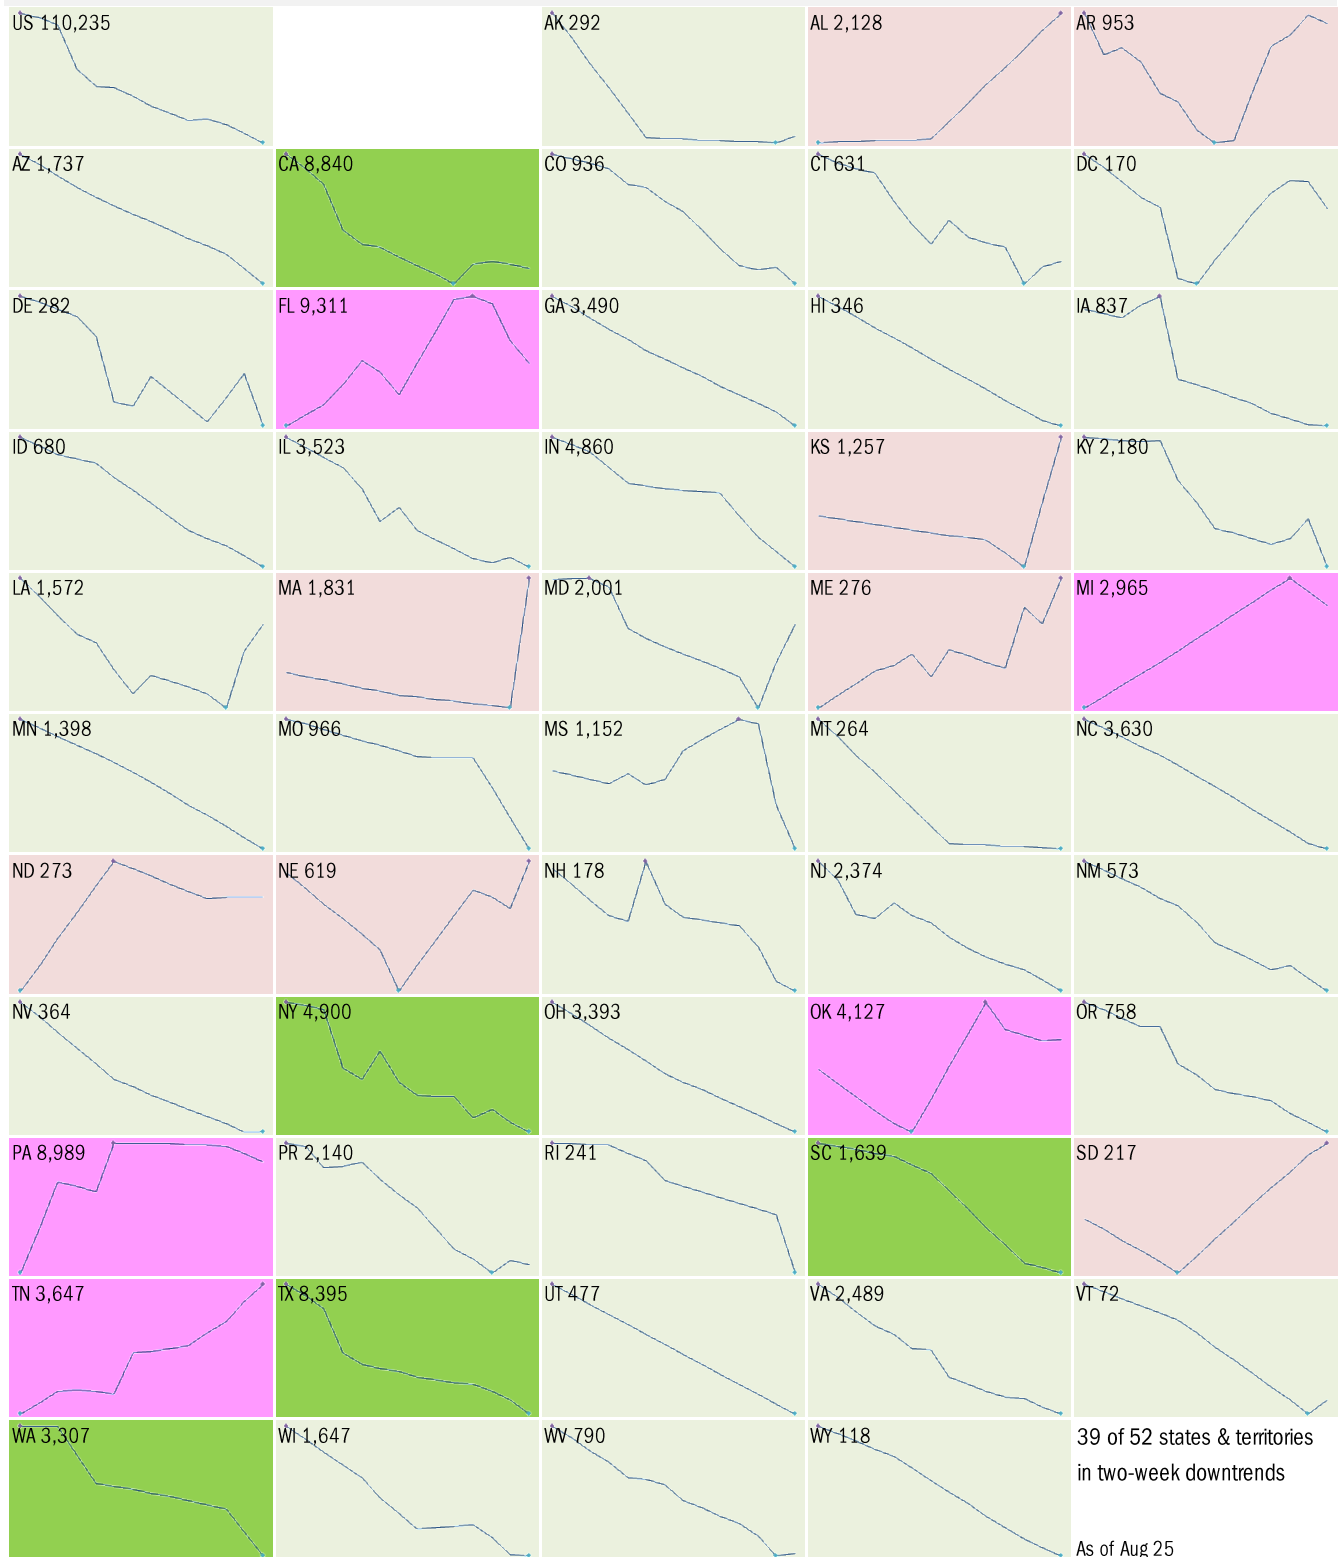 US 110,235
AK 292
AL 2,128
AR 953
AZ 1,737
CA 8,840
CO 936
CT 631
DC 170
DE 282
FL 9,311
GA 3,490
HI 346
IA 837
ID 680
IL 3,523
IN 4,860
KS 1,257
KY 2,180
LA 1,572
MA 1,831
MD 2,001
ME 276
MI 2,965
MN 1,398
MO 966
MS 1,152
MT 264
NC 3,630
ND 273
NE 619
NH 178
NJ 2,374
NM 573
NV 364
NY 4,900
OH 3,393
OK 4,127
OR 758
PA 8,989
PR 2,140
RI 241
SC 1,639
SD 217
TN 3,647
TX 8,395
UT 477
VA 2,489
VT 72
WA 3,307
WI 1,647
WV 790
WY 118
39 of 52 states & territories
in two-week downtrends
As of Aug 25